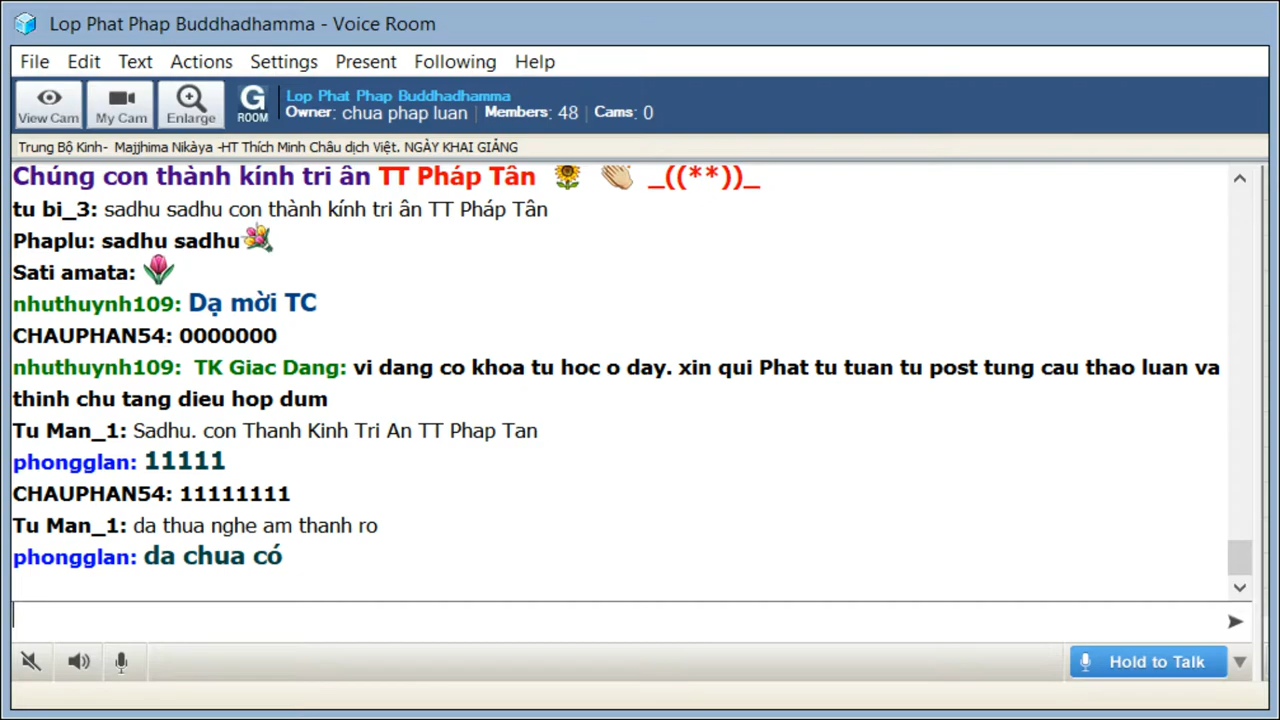 Lop Phat Phap Buddhadhamma - Voice Room
File Edit Text Actions Settings Present Following Help
View Cam My Cam Enlarge G ROOM Lop Phat Phap Buddhadhamma
Owner: chua phap luan | Members: 48 | Cams: 0
Trung Bộ Kinh- Majjhima Nikàya -HT Thích Minh Châu dịch Việt. NGÀY KHAI GIẢNG
Chúng con thành kính tri ân TT Pháp Tân _((**))_
tu bi_3: sadhu sadhu con thành kính tri ân TT Pháp Tân
Phaplu: sadhu sadhu
Sati amata:
nhuthuynh109: Dạ mời TC
CHAUPHAN54: 0000000
nhuthuynh109: TK Giac Dang: vi dang co khoa tu hoc o day. xin qui Phat tu tuan tu post tung cau thao luan va
thinh chu tang dieu hop dum
Tu Man_1: Sadhu. con Thanh Kinh Tri An TT Phap Tan
phongglan: 11111
CHAUPHAN54: 11111111
Tu Man_1: da thua nghe am thanh ro
phongglan: da chua có
Hold to Talk